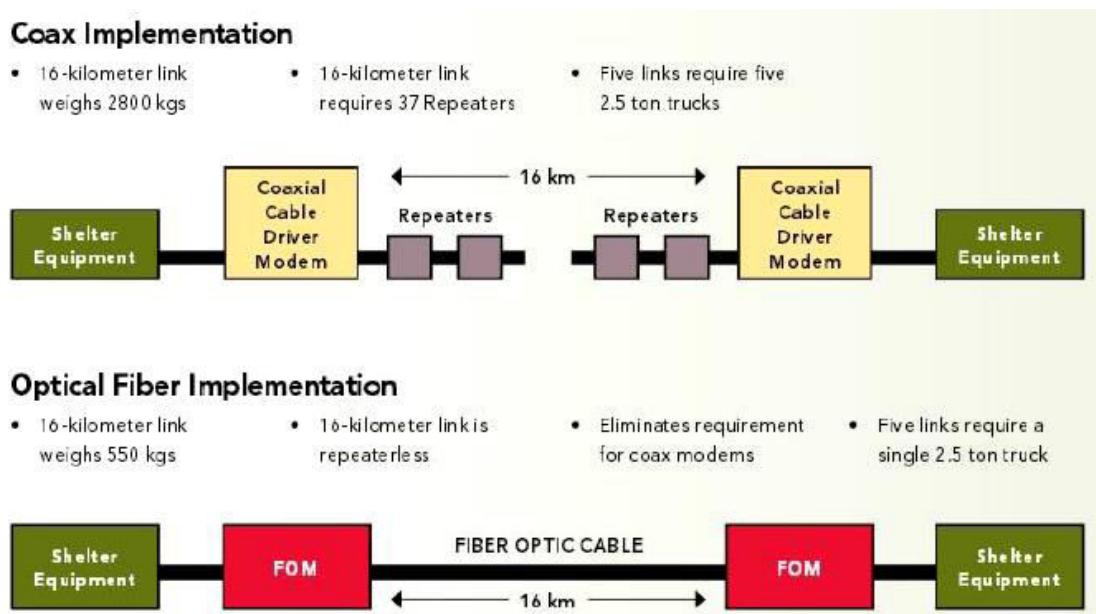 Coax Implementation
• 16-kilometer link
weighs 2800 kgs
• 16-kilometer link
requires 37 Repeaters
• Five links require five
2.5 ton trucks
Shelter
Equipment
Coaxial
Cable
Driver
Modem
16 km
Repeaters
Repeaters
Coaxial
Cable
Driver
Modem
Shelter
Equipment
Optical Fiber Implementation
• 16-kilometer link
weighs 550 kgs
• 16-kilometer link is
repeaterless
• Eliminates requirement
for coax modems
• Five links require a
single 2.5 ton truck
Shelter
Equipment
FOM
FIBER OPTIC CABLE
16 km
FOM
Shelter
Equipment